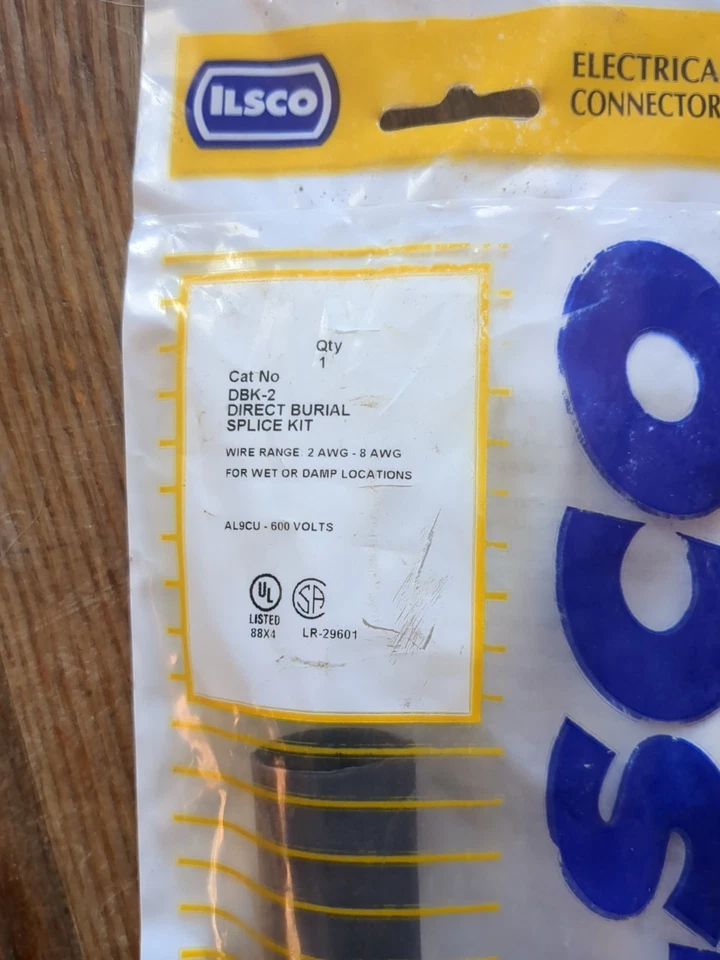 ILSCO
ELECTRICA
CONNECTOR
Qty
1
Cat No
DBK-2
DIRECT BURIAL
SPLICE KIT
WIRE RANGE 2 AWG - 8 AWG
FOR WET OR DAMP LOCATIONS
AL9CU - 600 VOLTS
UL
LISTED
88X4
SA
LR-29601
SCO